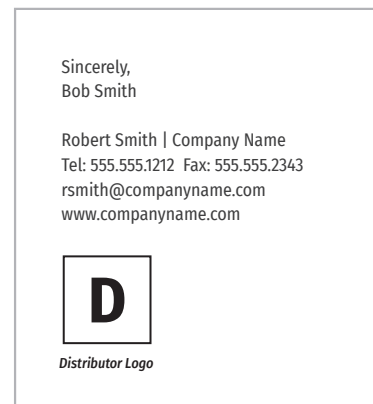 Sincerely,
Bob Smith
Robert Smith | Company Name
Tel: 555.555.1212 Fax: 555.555.2343
rsmith@companyname.com
www.companyname.com
D
Distributor Logo